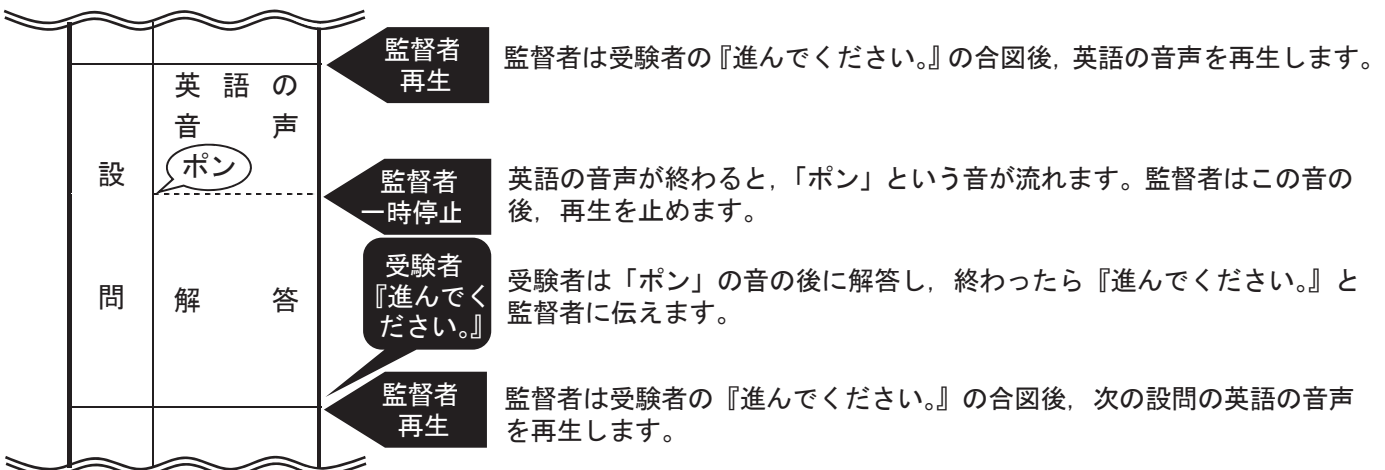 監督者
再生
監督者は受験者の『進んでください。』の合図後，英語の音声を再生します。
英語の
音声
ポン
設
監督者
一時停止
英語の音声が終わると，「ポン」という音が流れます。監督者はこの音の
後，再生を止めます。
問
解答
受験者
『進んでく
ださい。』
受験者は「ポン」の音の後に解答し，終わったら『進んでください。』と
監督者に伝えます。
監督者
再生
監督者は受験者の『進んでください。』の合図後，次の設問の英語の音声
を再生します。